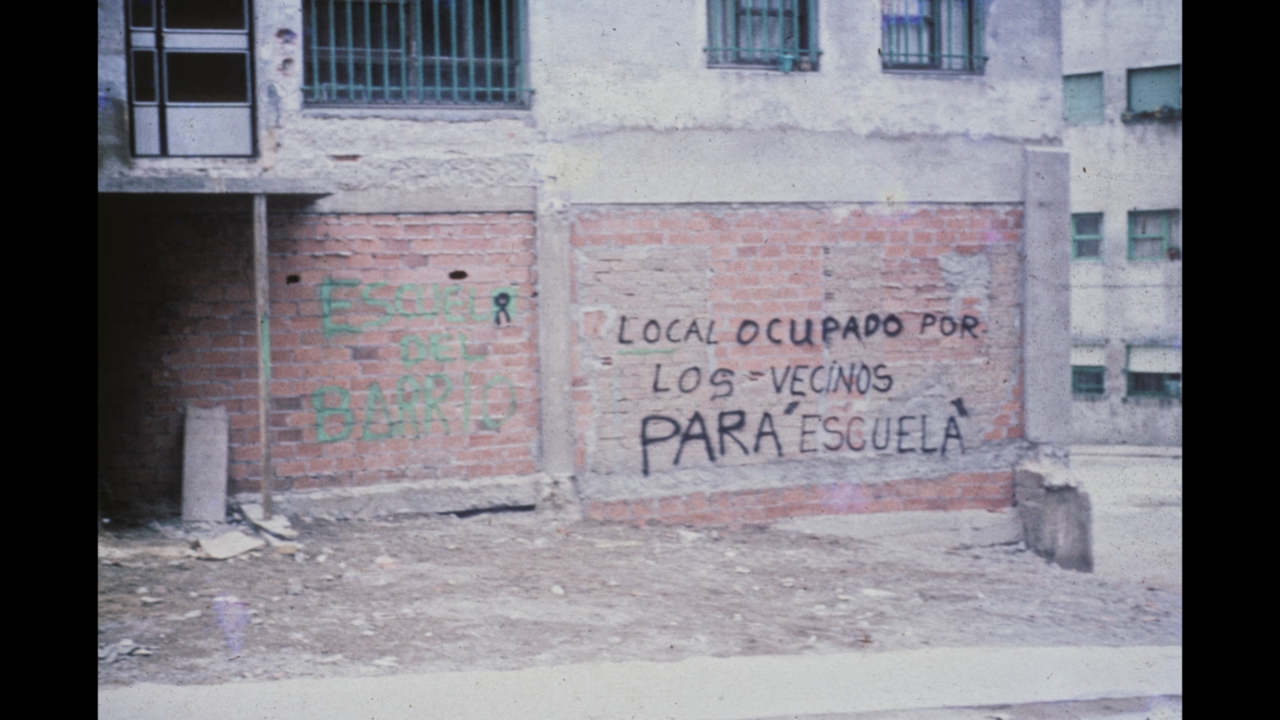 ESCUELA
DEL
BARRIO
LOCAL OCUPADO POR
LOS = VECINOS
PARA "ESCUELA"